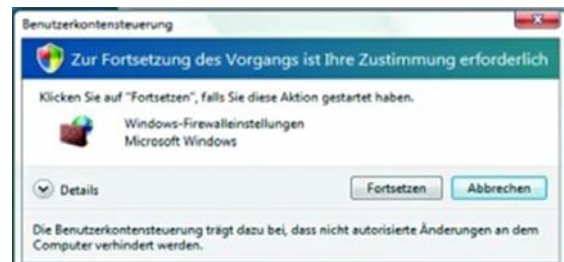 Benutzerkontensteuerung
Zur Fortsetzung des Vorgangs ist Ihre Zustimmung erforderlich
Klicken Sie auf "Fortsetzen", falls Sie diese Aktion gestartet haben.
Windows-Firewalleinstellungen
Microsoft Windows
Details
Fortsetzen
Abbrechen
Die Benutzerkontensteuerung trägt dazu bei, dass nicht autorisierte Änderungen an dem
Computer verhindert werden.